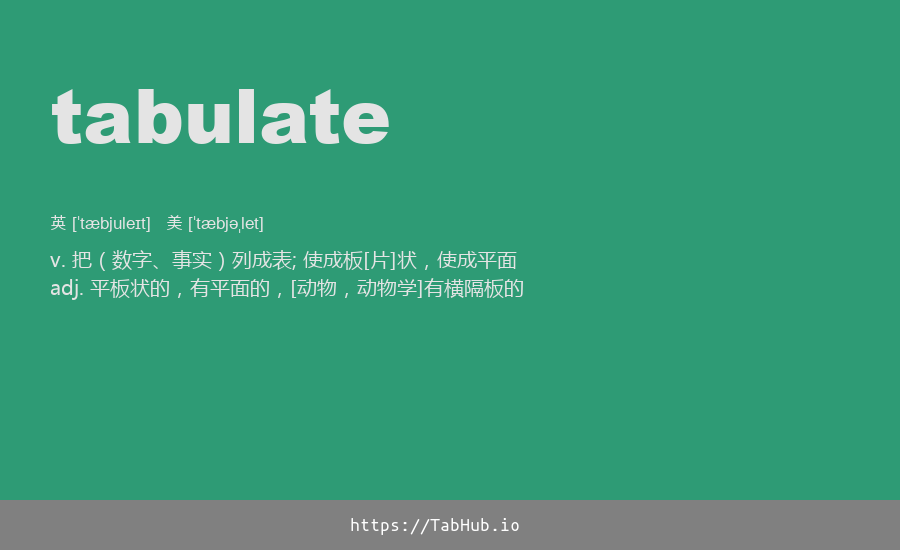 tabulate
英 [ˈtæbjuleɪt] 美 [ˈtæbjəˌlet]
v. 把（数字、事实）列成表; 使成板[片]状，使成平面
adj. 平板状的，有平面的，[动物，动物学]有横隔板的
https://TabHub.io